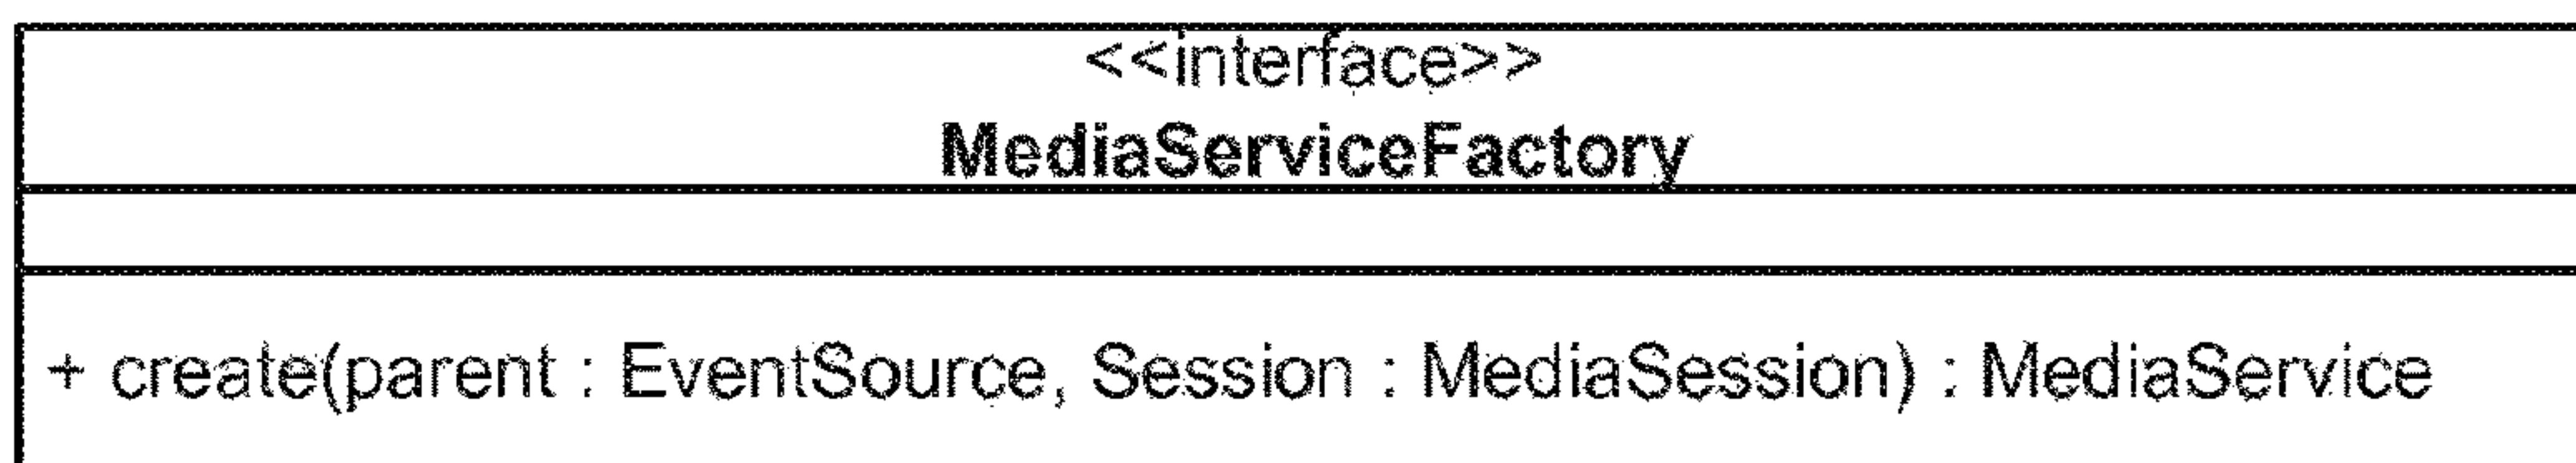 <<interface>>
MediaServiceFactory
+ create(parent : EventSource, Session : MediaSession) : MediaService